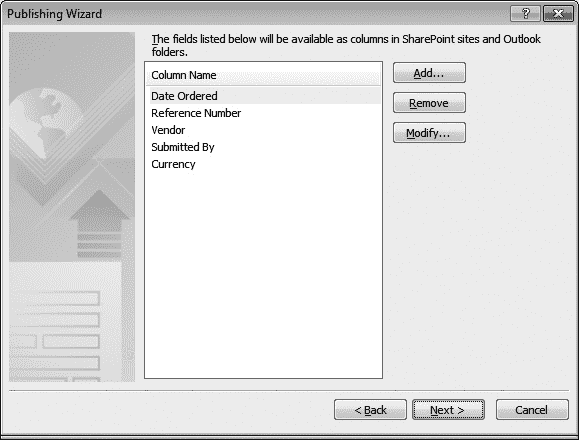 Publishing Wizard
The fields listed below will be available as columns in SharePoint sites and Outlook
folders.
Column Name
Date Ordered
Reference Number
Vendor
Submitted By
Currency
Add...
Remove
Modify...
< Back
Next >
Cancel